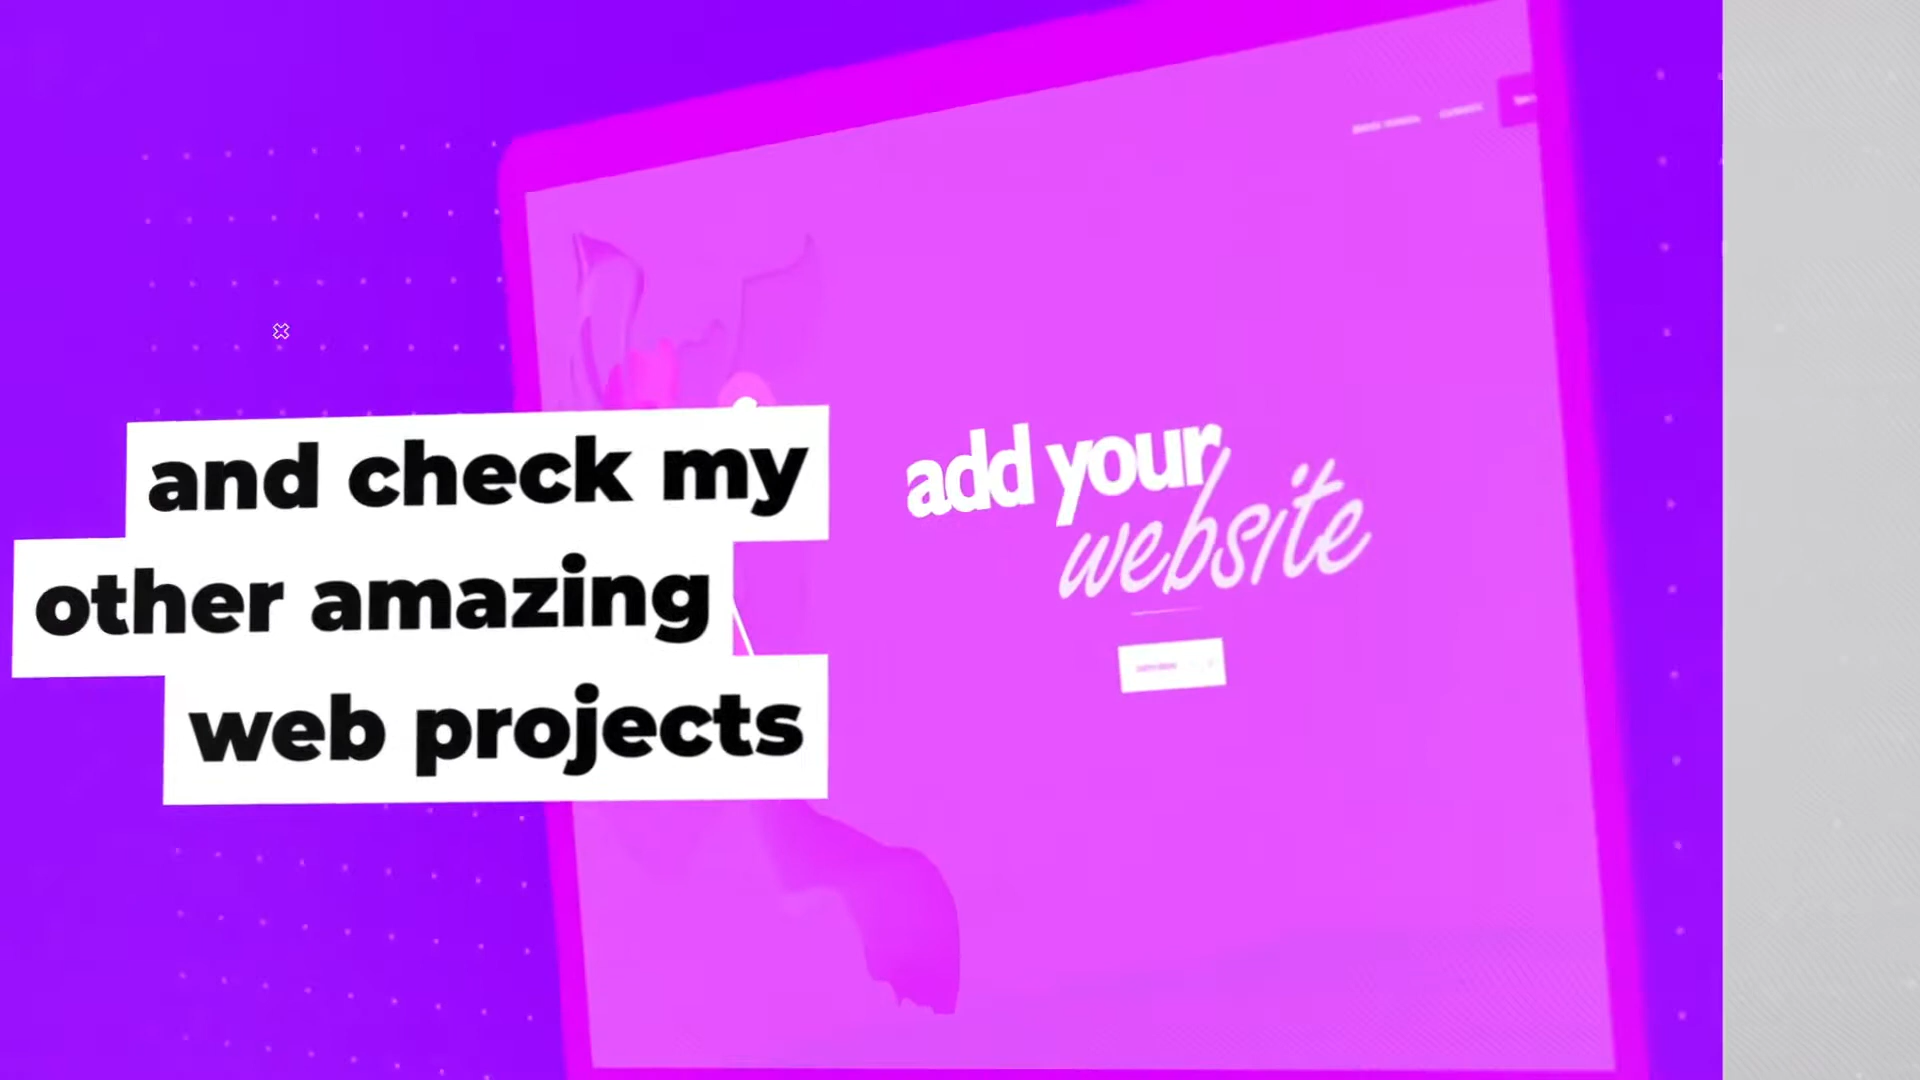 and check my
other amazing
web projects
add your
website